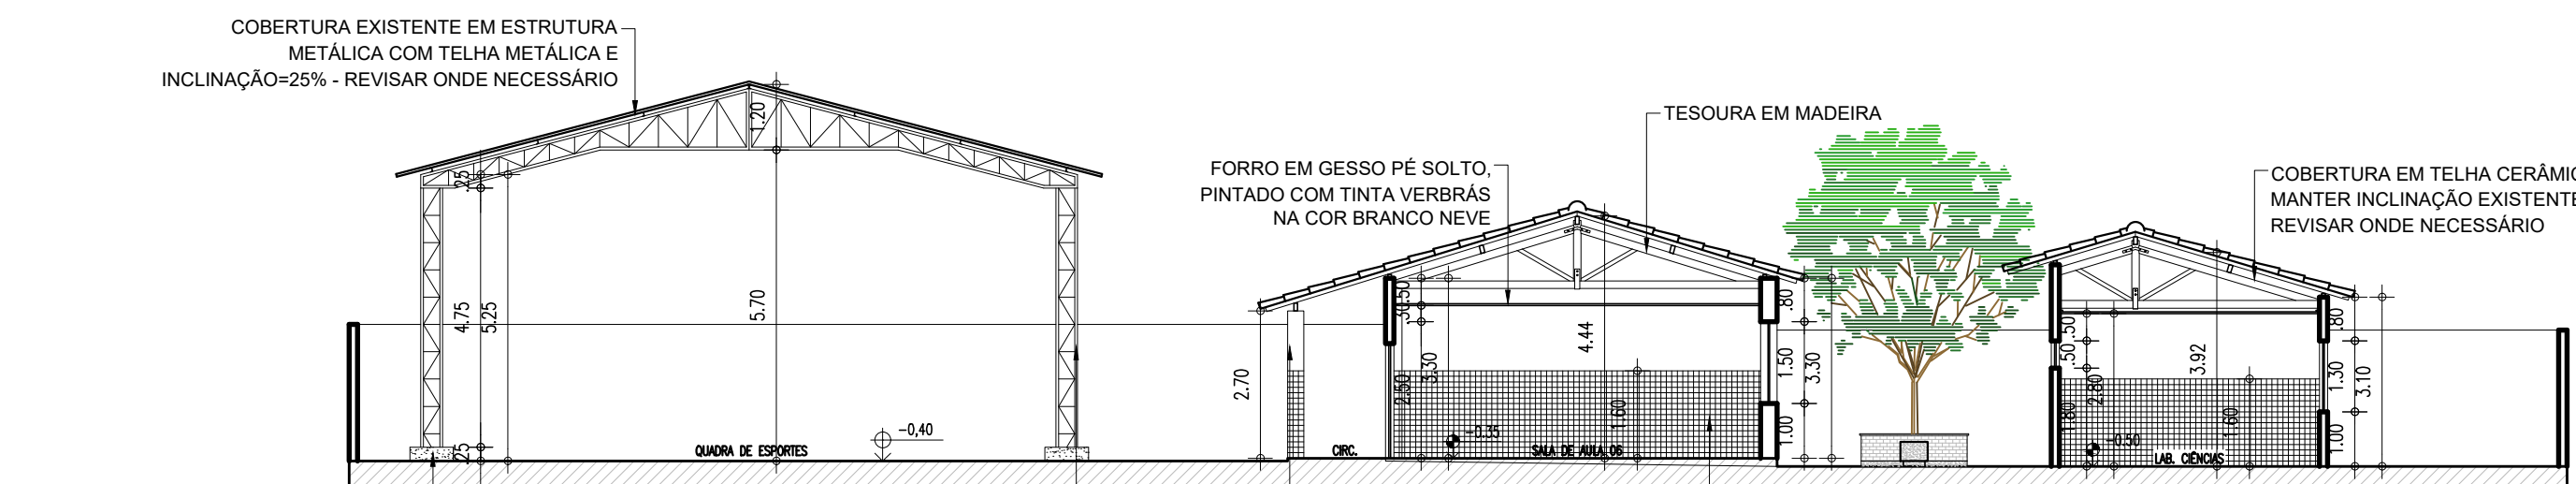 COBERTURA EXISTENTE EM ESTRUTURA
METÁLICA COM TELHA METÁLICA E
INCLINAÇÃO=25% - REVISAR ONDE NECESSÁRIO
1.20
.25
4.75
5.25
5.70
.25
QUADRA DE ESPORTES
-0,40
TESOURA EM MADEIRA
FORRO EM GESSO PÉ SOLTO,
PINTADO COM TINTA VERBRÁS
NA COR BRANCO NEVE
2.70
CIRC.
.50
.30
2.50
3.30
-0.35
SALA DE AULA 06
4.44
1.60
.80
1.50
1.00
3.30
COBERTURA EM TELHA CERÂMIC
MANTER INCLINAÇÃO EXISTENTE
REVISAR ONDE NECESSÁRIO
.50
.50
1.80
2.80
-0.50
LAB. CIÊNCIAS
3.92
1.60
.80
1.30
1.00
3.10